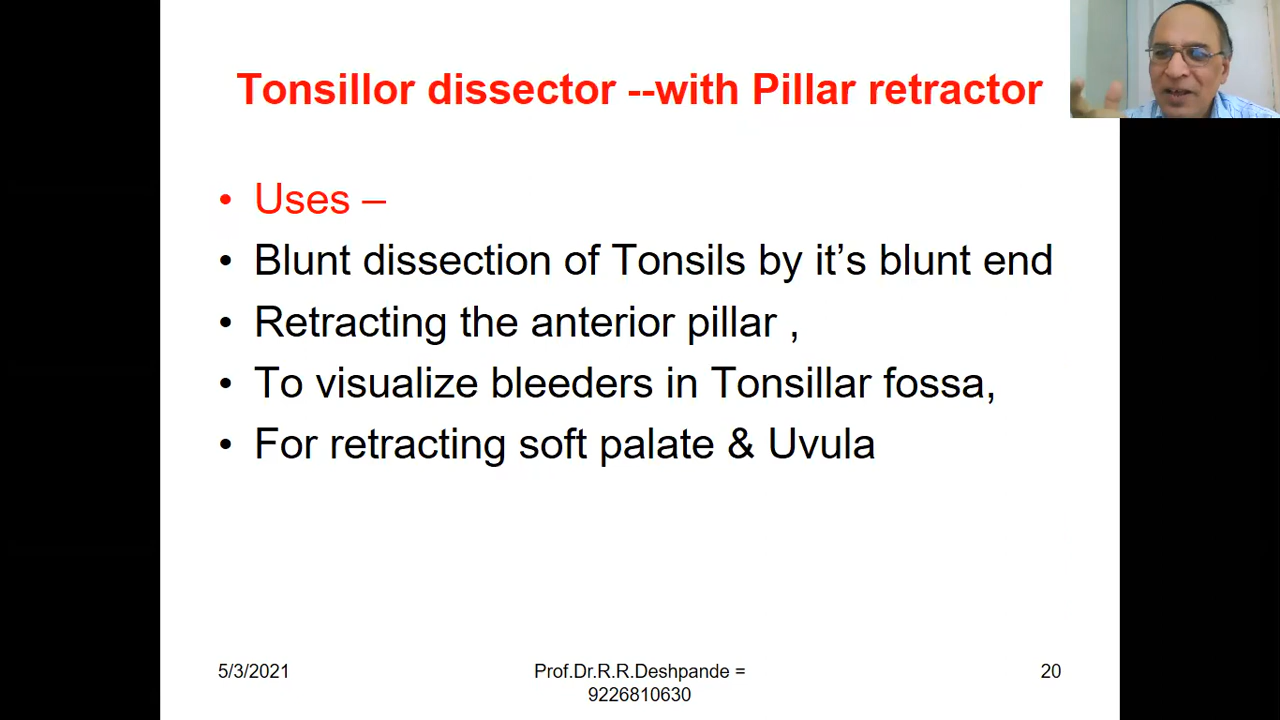 Tonsillor dissector --with Pillar retractor
• Uses –
• Blunt dissection of Tonsils by it’s blunt end
• Retracting the anterior pillar ,
• To visualize bleeders in Tonsillar fossa,
• For retracting soft palate & Uvula
5/3/2021
Prof.Dr.R.R.Deshpande =
9226810630
20